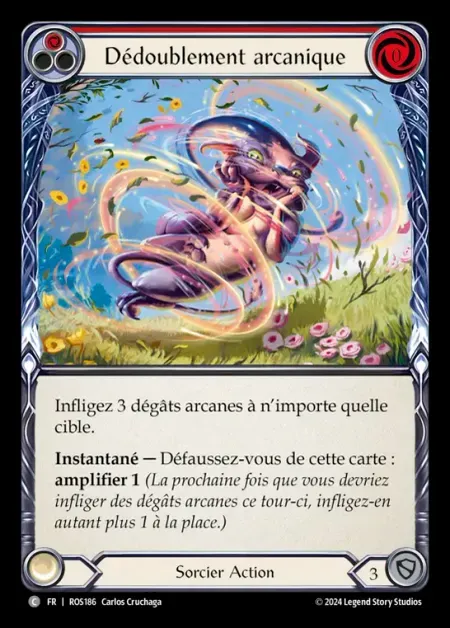 Dédoublement arcanique
0
Infligez 3 dégâts arcanes à n'importe quelle
cible.
Instantané — Défaussez-vous de cette carte :
amplifier 1 (La prochaine fois que vous devriez
infliger des dégâts arcanes ce tour-ci, infligez-en
autant plus 1 à la place.)
Sorcier Action
3
C FR | ROS186 Carlos Cruchaga
© 2024 Legend Story Studios